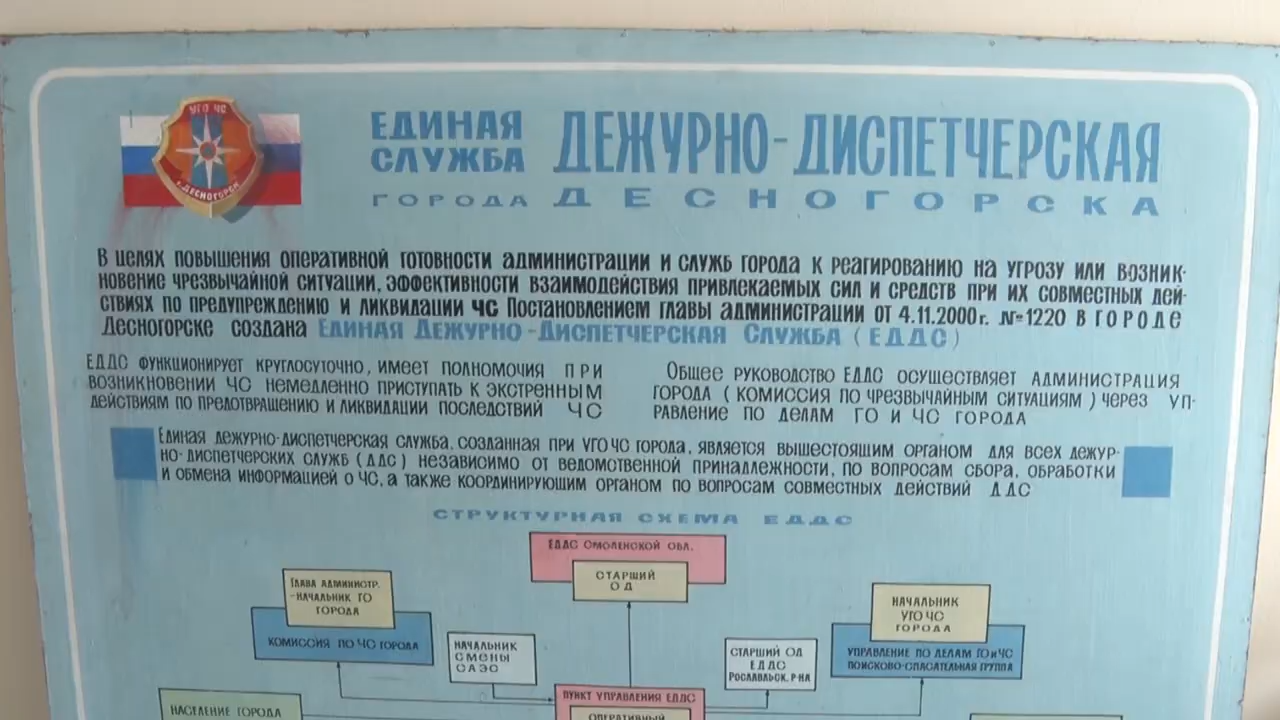 УГО ЧС
г. ДЕСНОГОРСК
ЕДИНАЯ СЛУЖБА ДЕЖУРНО-ДИСПЕТЧЕРСКАЯ
ГОРОДА ДЕСНОГОРСКА
В целях повышения оперативной готовности администрации и служб города к реагированию на угрозу или возник-
новение чрезвычайной ситуации, эффективности взаимодействия привлекаемых сил и средств при их совместных дей-
ствиях по предупреждению и ликвидации ЧС Постановлением главы администрации от 4.11.2000г. №1220 в городе
Десногорске создана Единая Дежурно-Диспетчерская Служба (ЕДДС)
ЕДДС функционирует круглосуточно, имеет полномочия при
возникновении ЧС немедленно приступать к экстренным
действиям по предотвращению и ликвидации последствий ЧС
Общее руководство ЕДДС осуществляет администрация
города (комиссия по чрезвычайным ситуациям) через уп-
равление по делам ГО и ЧС города
Единая дежурно-диспетчерская служба, созданная при УГОЧС города, является вышестоящим органом для всех дежур-
но-диспетчерских служб (ДДС) независимо от ведомственной принадлежности, по вопросам сбора, обработки
и обмена информацией о ЧС, а также координирующим органом по вопросам совместных действий ДДС
СТРУКТУРНАЯ СХЕМА ЕДДС
ЕДДС СМОЛЕНСКОЙ ОБЛ.
СТАРШИЙ
ОД
ГЛАВА АДМИНИСТР.
-НАЧАЛЬНИК ГО
ГОРОДА
КОМИССИЯ ПО ЧС ГОРОДА
НАЧАЛЬНИК
СМЕНЫ
САЭС
СТАРШИЙ ОД
ЕДДС
РОСЛАВЛЬСК. Р-НА
НАЧАЛЬНИК
УГО ЧС
ГОРОДА
УПРАВЛЕНИЕ ПО ДЕЛАМ ГО и ЧС
ПОИСКОВО-СПАСАТЕЛЬНАЯ ГРУППА
ПУНКТ УПРАВЛЕНИЯ ЕДДС
ОПЕРАТИВНЫЙ
НАСЕЛЕНИЕ ГОРОДА